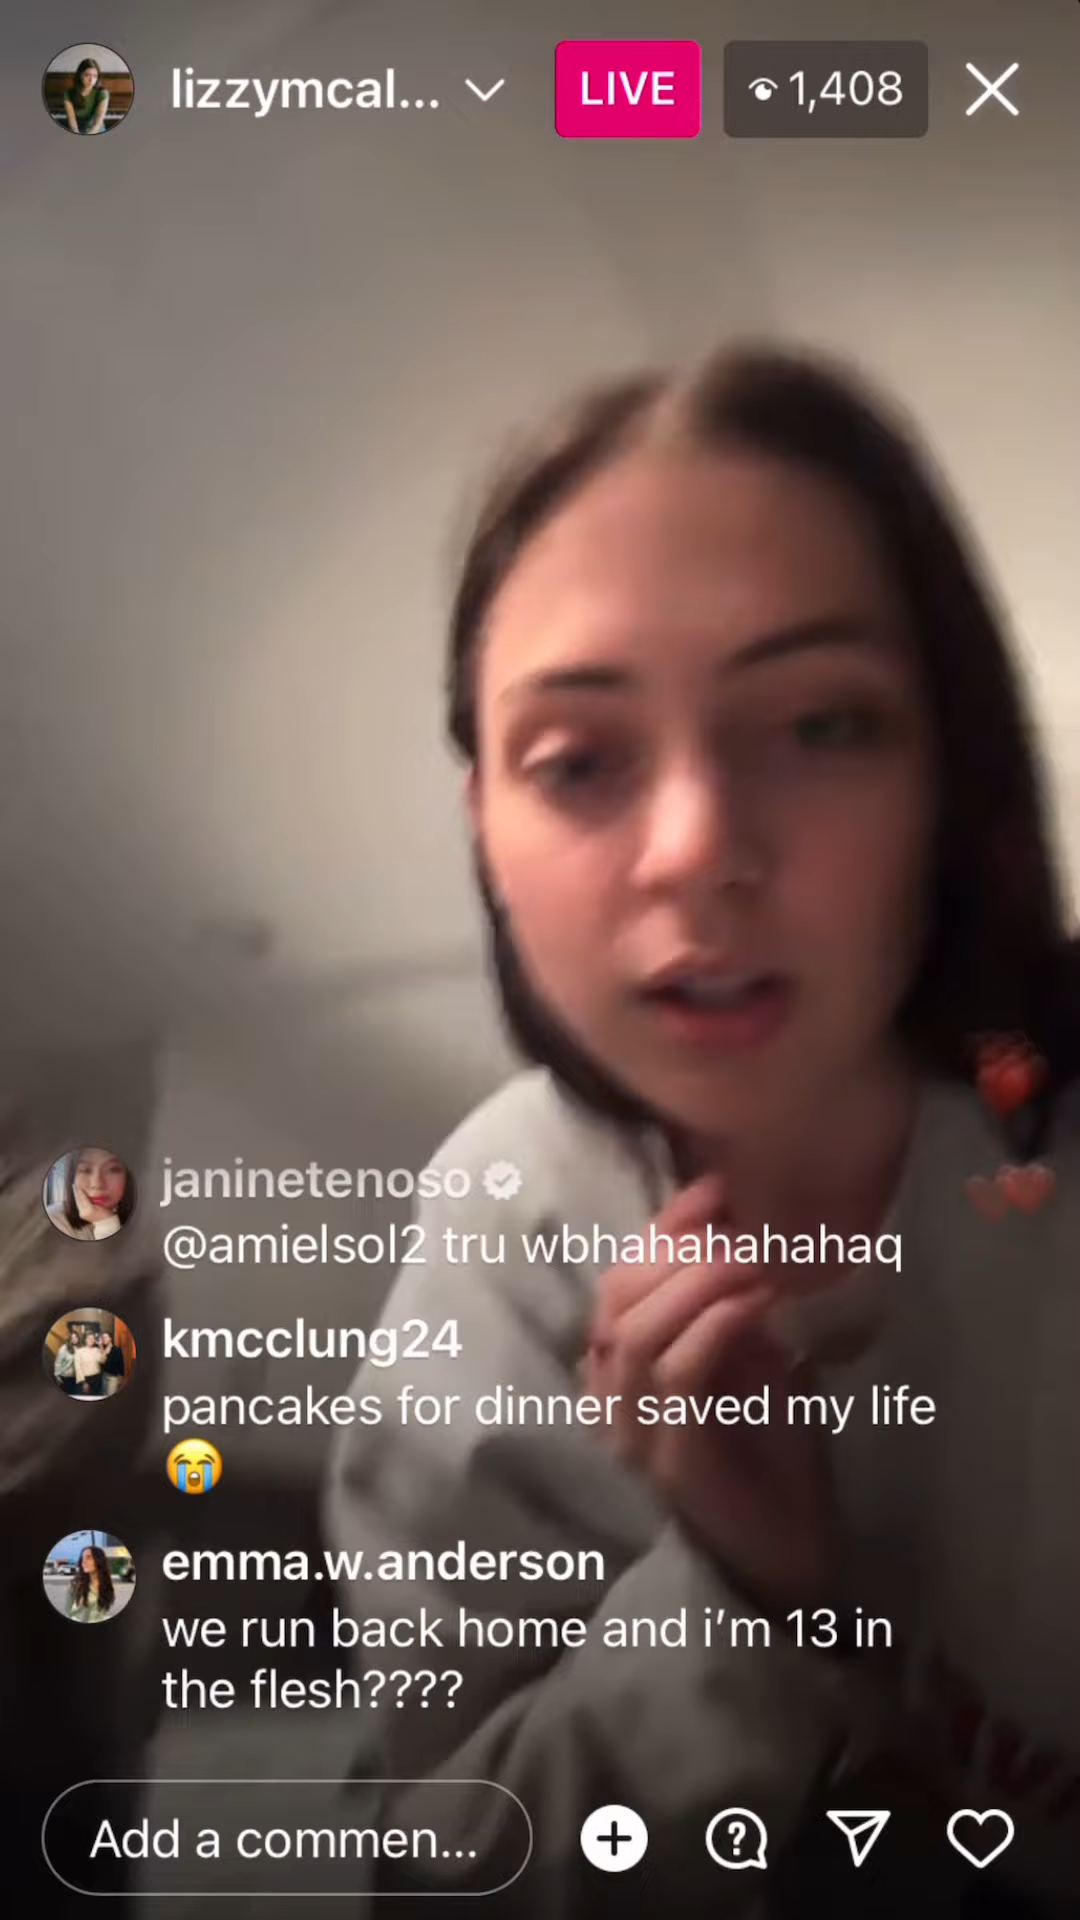 lizzymcal...
LIVE
1,408
janinetenoso
@amielsol2 tru wbhahahahahaq
kmcclung24
pancakes for dinner saved my life
😭
emma.w.anderson
we run back home and i’m 13 in
the flesh????
Add a commen...